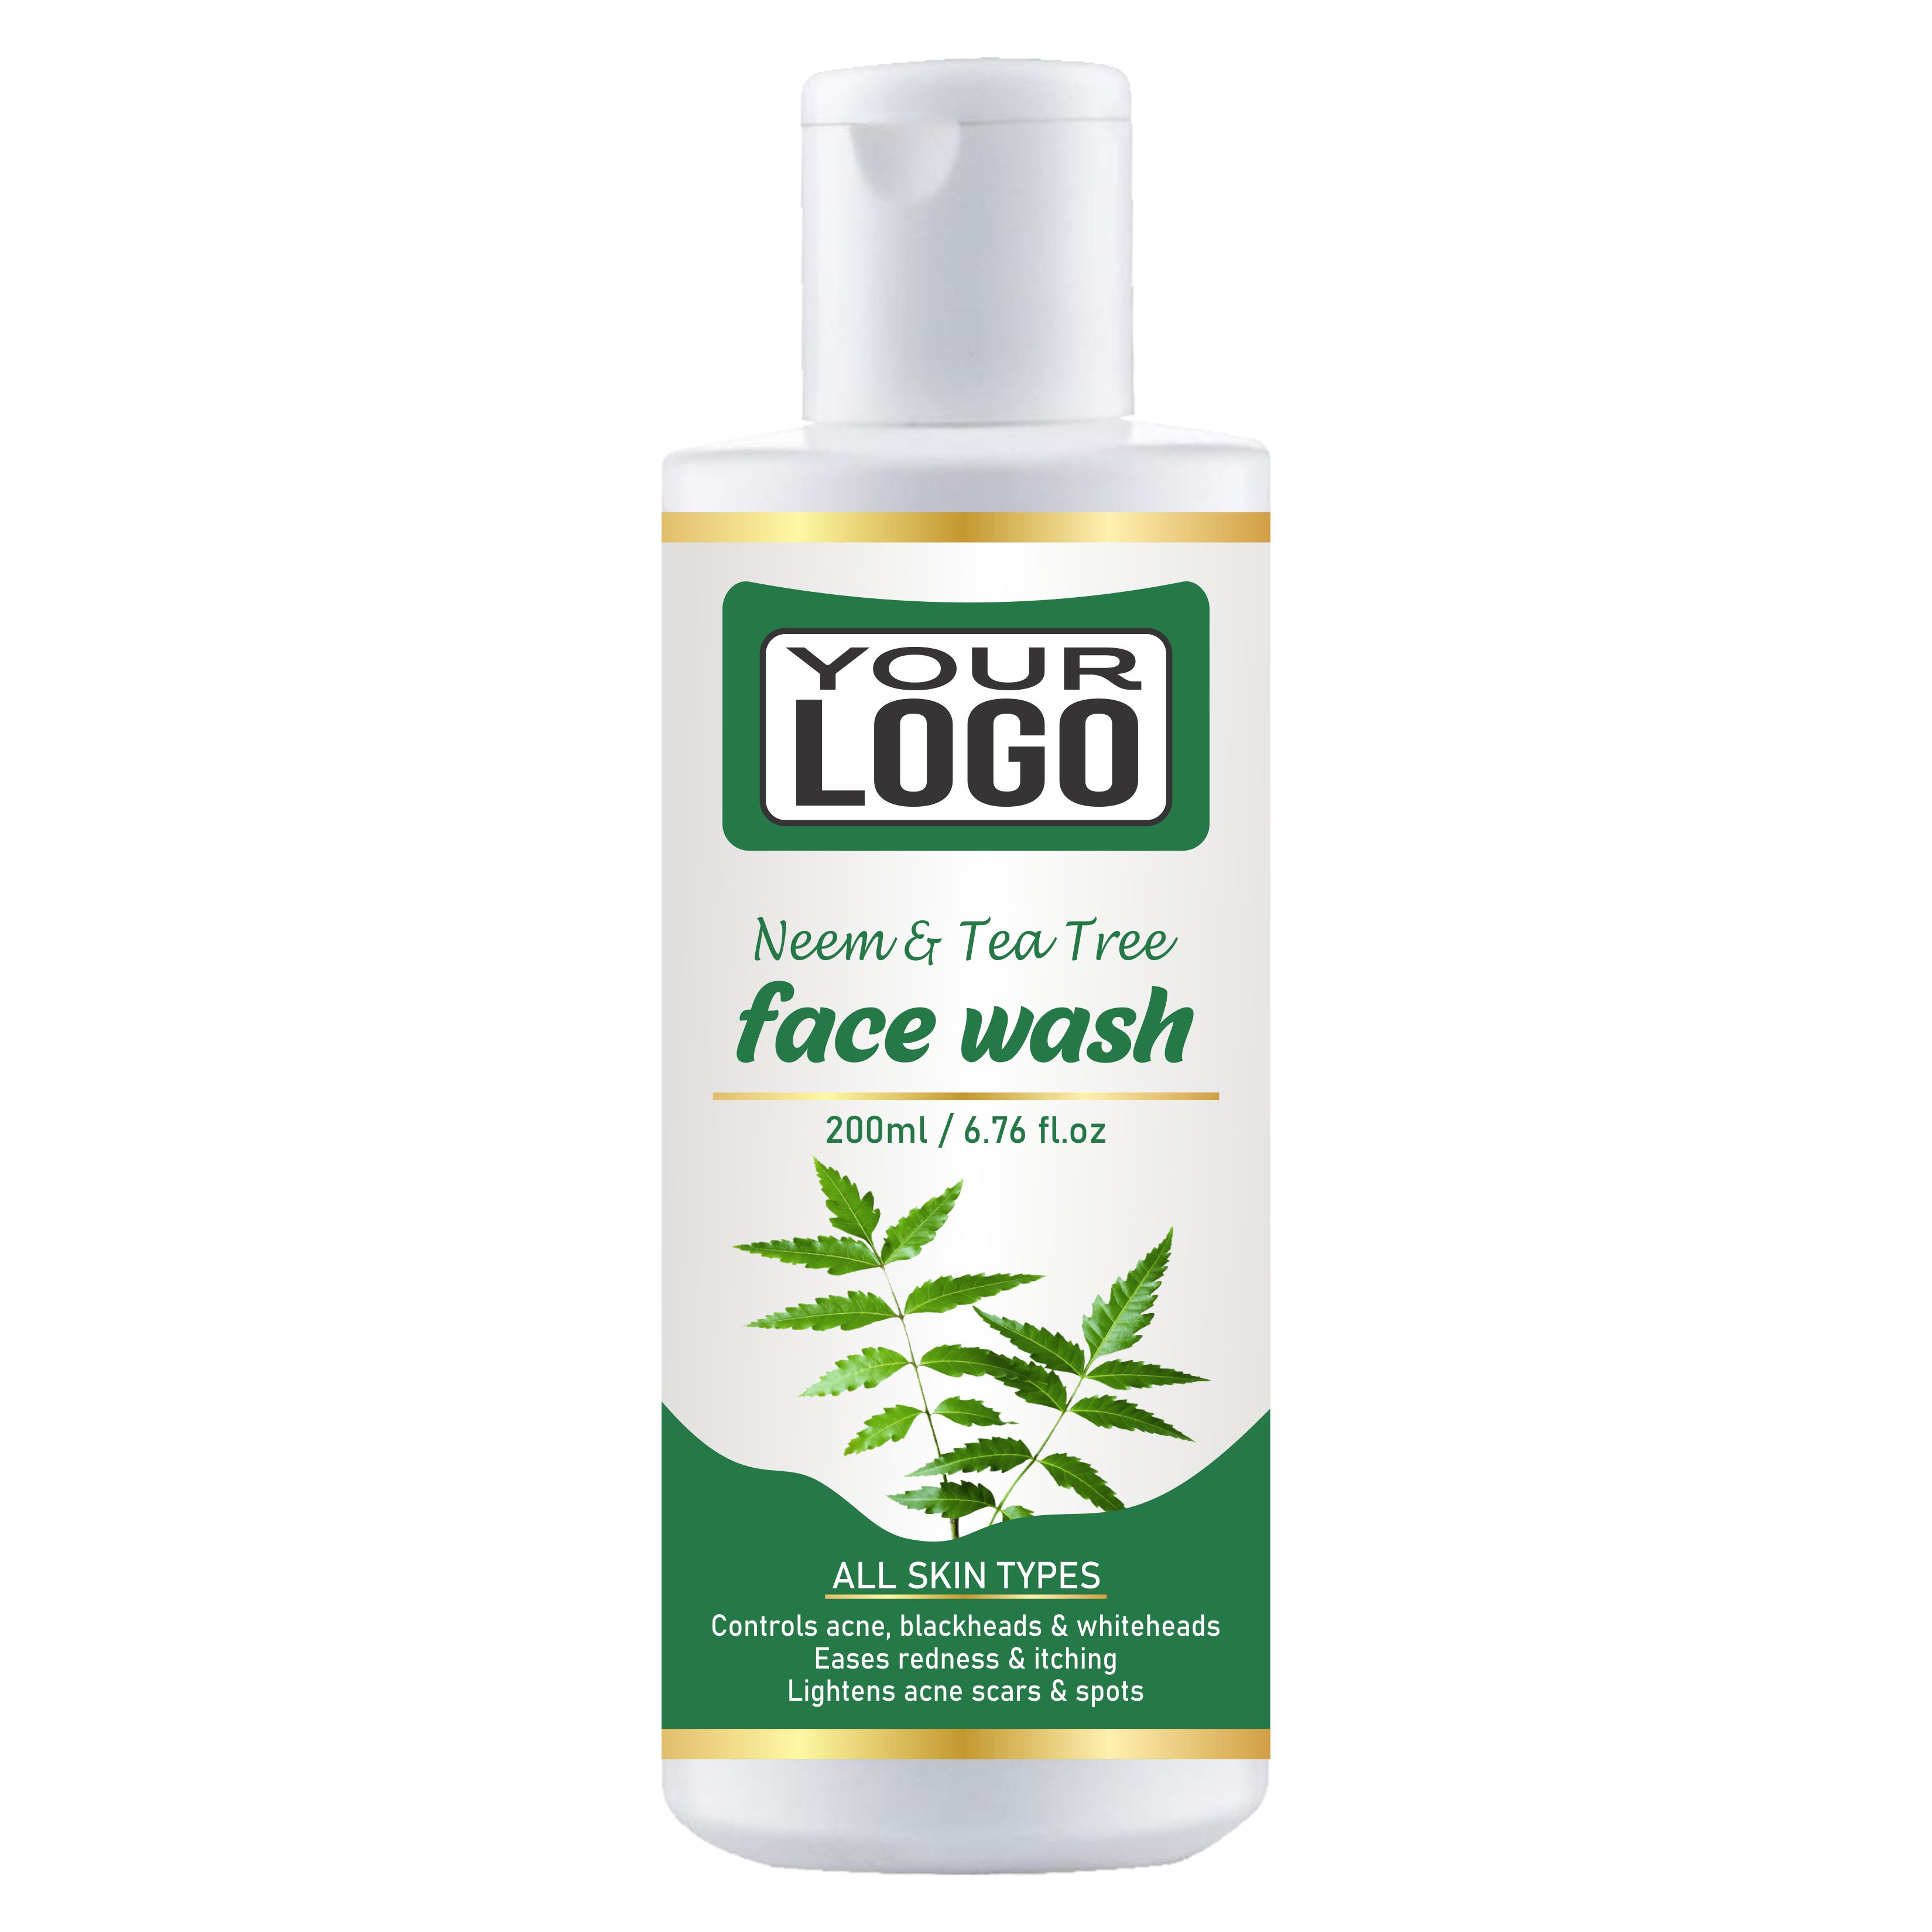 YOUR
LOGO
Neem & Tea Tree
face wash
200ml / 6.76 fl.oz
ALL SKIN TYPES
Controls acne, blackheads & whiteheads
Eases redness & itching
Lightens acne scars & spots